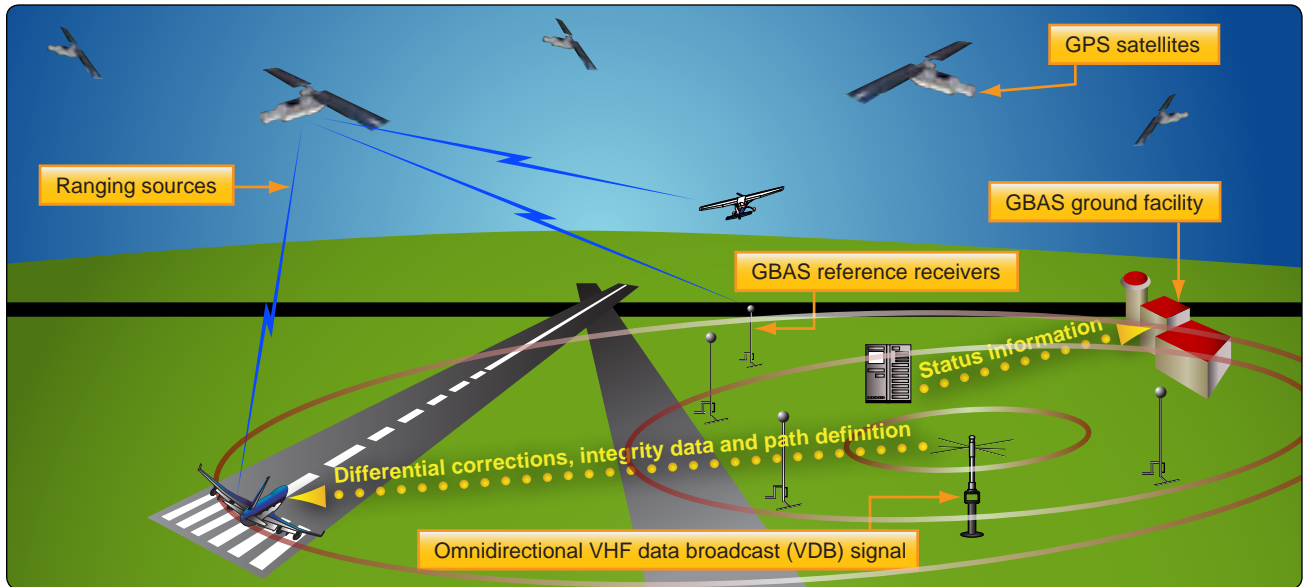 GPS satellites
Ranging sources
GBAS ground facility
GBAS reference receivers
Status information
Differential corrections, integrity data and path definition
Omnidirectional VHF data broadcast (VDB) signal